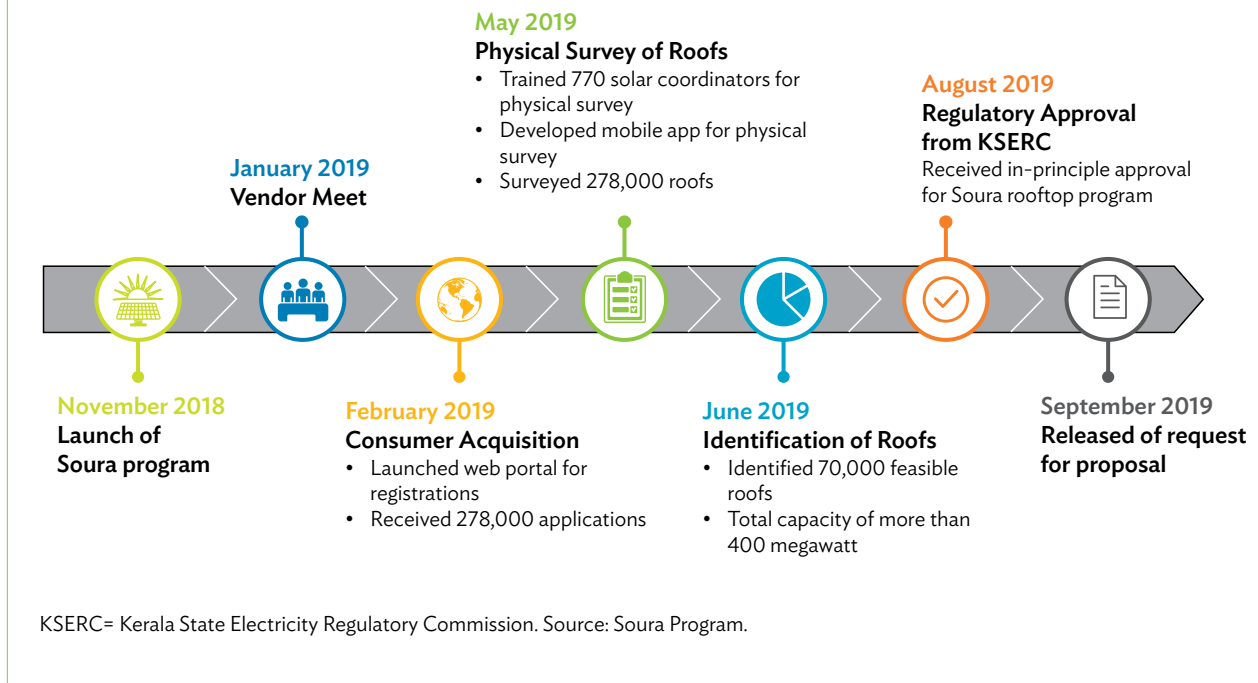 November 2018
Launch of
Soura program
January 2019
Vendor Meet
February 2019
Consumer Acquisition
• Launched web portal for
registrations
• Received 278,000 applications
May 2019
Physical Survey of Roofs
• Trained 770 solar coordinators for
physical survey
• Developed mobile app for physical
survey
• Surveyed 278,000 roofs
June 2019
Identification of Roofs
• Identified 70,000 feasible
roofs
• Total capacity of more than
400 megawatt
August 2019
Regulatory Approval
from KSERC
Received in-principle approval
for Soura rooftop program
September 2019
Released of request
for proposal
KSERC= Kerala State Electricity Regulatory Commission. Source: Soura Program.